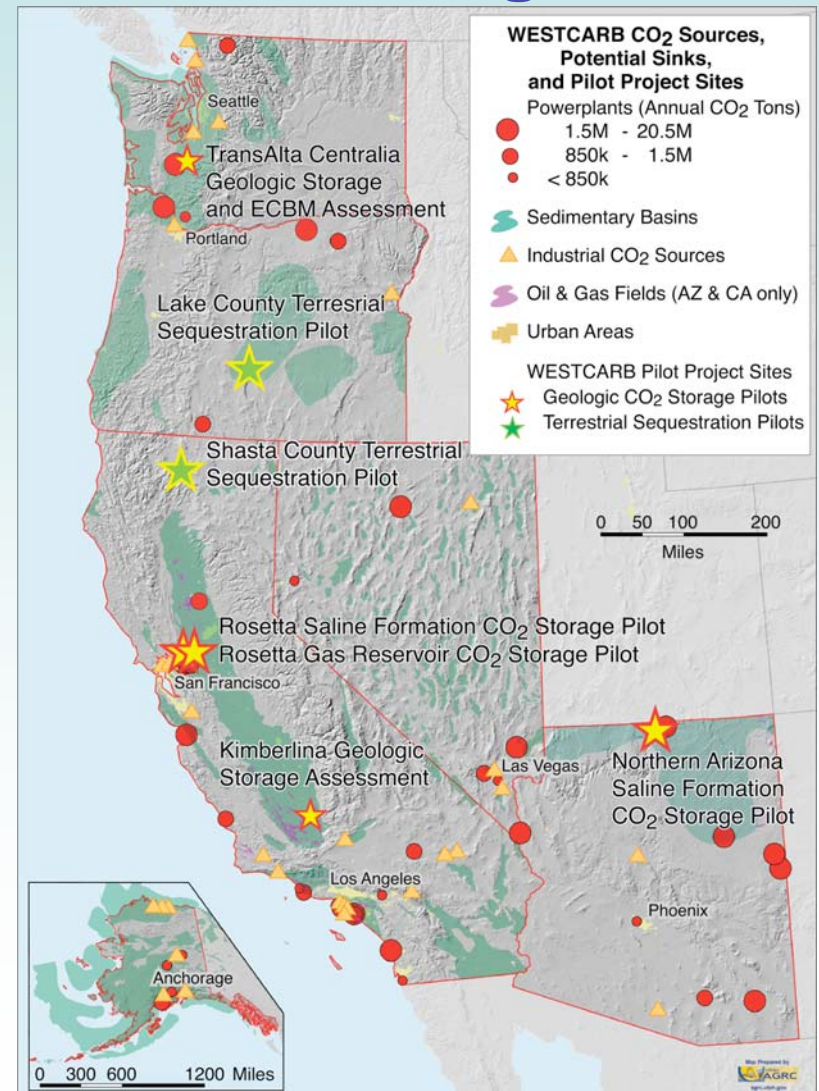 WESTCARB CO2 Sources,
Potential Sinks,
and Pilot Project Sites
Powerplants (Annual CO2 Tons)
1.5M - 20.5M
850k - 1.5M
< 850k
Sedimentary Basins
Industrial CO2 Sources
Oil & Gas Fields (AZ & CA only)
Urban Areas
WESTCARB Pilot Project Sites
Geologic CO2 Storage Pilots
Terrestrial Sequestration Pilots
Seattle
TransAlta Centralia
Geologic Storage
and ECBM Assessment
Portland
Lake County Terresrial
Sequestration Pilot
Shasta County Terrestrial
Sequestration Pilot
0 50 100 200
Miles
Rosetta Saline Formation CO2 Storage Pilot
Rosetta Gas Reservoir CO2 Storage Pilot
San Francisco
Kimberlina Geologic
Storage Assessment
Las Vegas
Northern Arizona
Saline Formation
CO2 Storage Pilot
Los Angeles
Phoenix
Anchorage
0 300 600 1200 Miles
Map Prepared by
AGRC
agrc.utah.gov